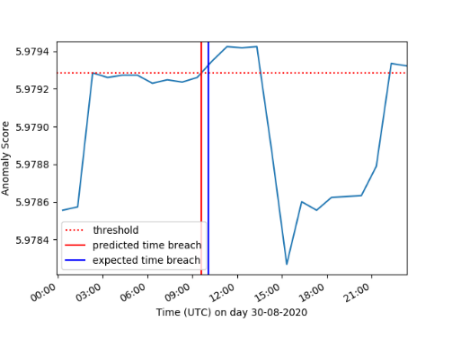 5.9794
5.9792
5.9790
5.9788
5.9786
5.9784
Anomaly Score
threshold
predicted time breach
expected time breach
00:00
03:00
06:00
09:00
12:00
15:00
18:00
21:00
Time (UTC) on day 30-08-2020